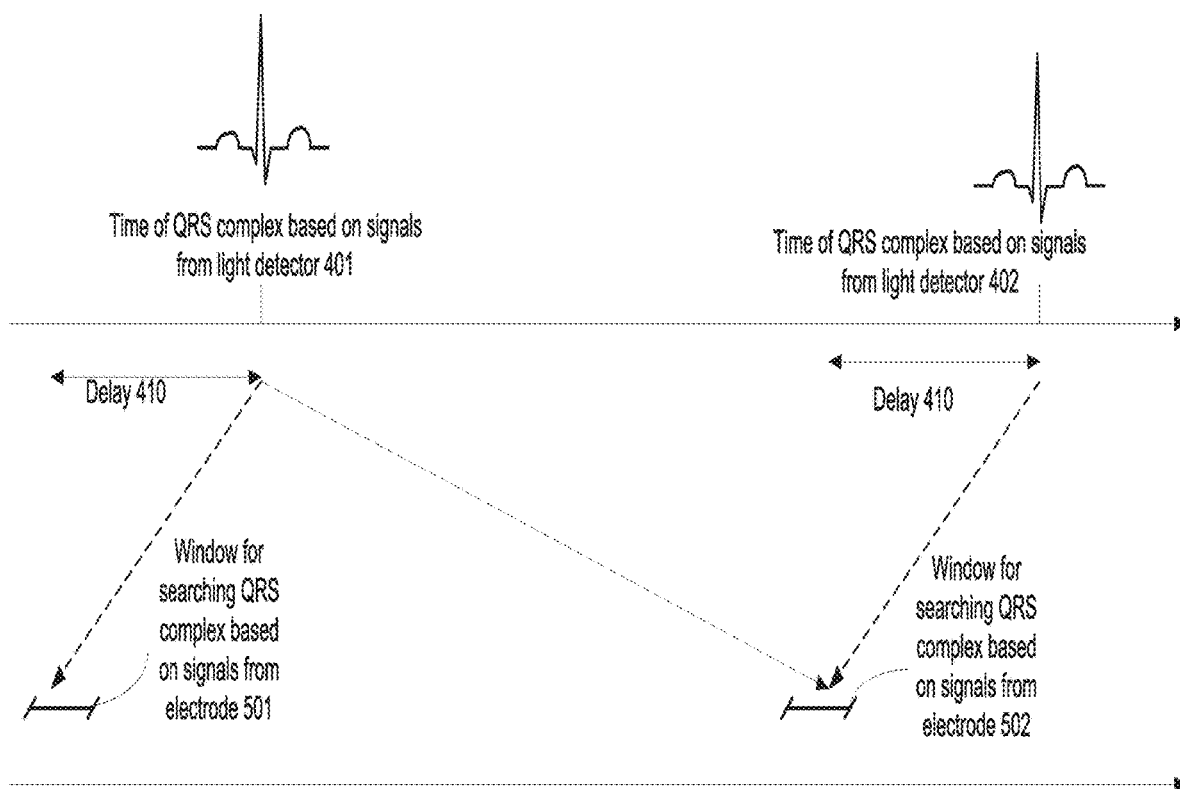 Time of QRS complex based on signals
from light detector 401
Time of QRS complex based on signals
from light detector 402
Delay 410
Delay 410
Window for
searching QRS
complex based
on signals from
electrode 501
Window for
searching QRS
complex based
on signals from
electrode 502